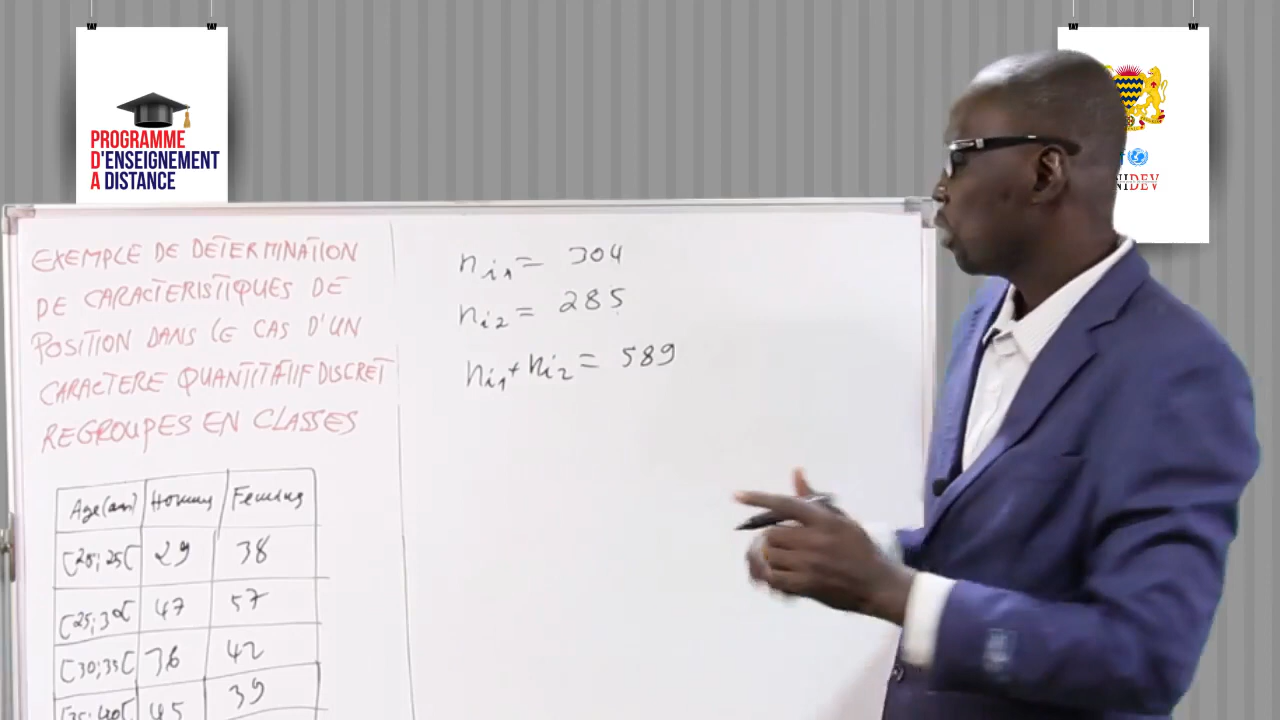 PROGRAMME
D'ENSEIGNEMENT
A DISTANCE
NIDEV
EXEMPLE DE DETERMINATION
DE CARACTERISTIQUES DE
POSITION DANS LE CAS D'UN
CARACTERE QUANTITATIF DISCRET
REGROUPES EN CLASSES
Age(an) Hommes Femmes
[20;25[ 29 38
[25;30[ 47 57
[30;35[ 36 42
[35;40[ 45 39
ni1 = 304
ni2 = 285
ni1 + ni2 = 589